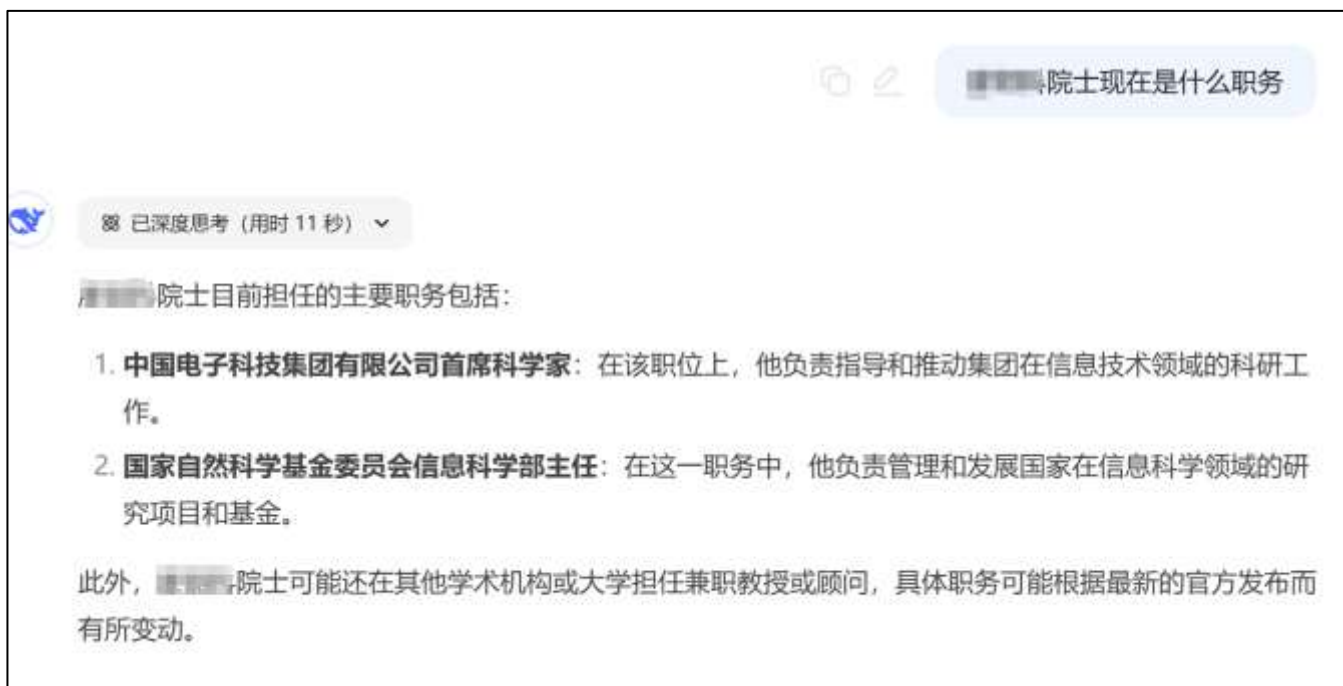 院士现在是什么职务
已深度思考（用时 11 秒）
院士目前担任的主要职务包括：
1. 中国电子科技集团有限公司首席科学家：在该职位上，他负责指导和推动集团在信息技术领域的科研工
作。
2. 国家自然科学基金委员会信息科学部主任：在这一职务中，他负责管理和发展国家在信息科学领域的研
究项目和基金。
此外，院士可能还在其他学术机构或大学担任兼职教授或顾问，具体职务可能根据最新的官方发布而
有所变动。